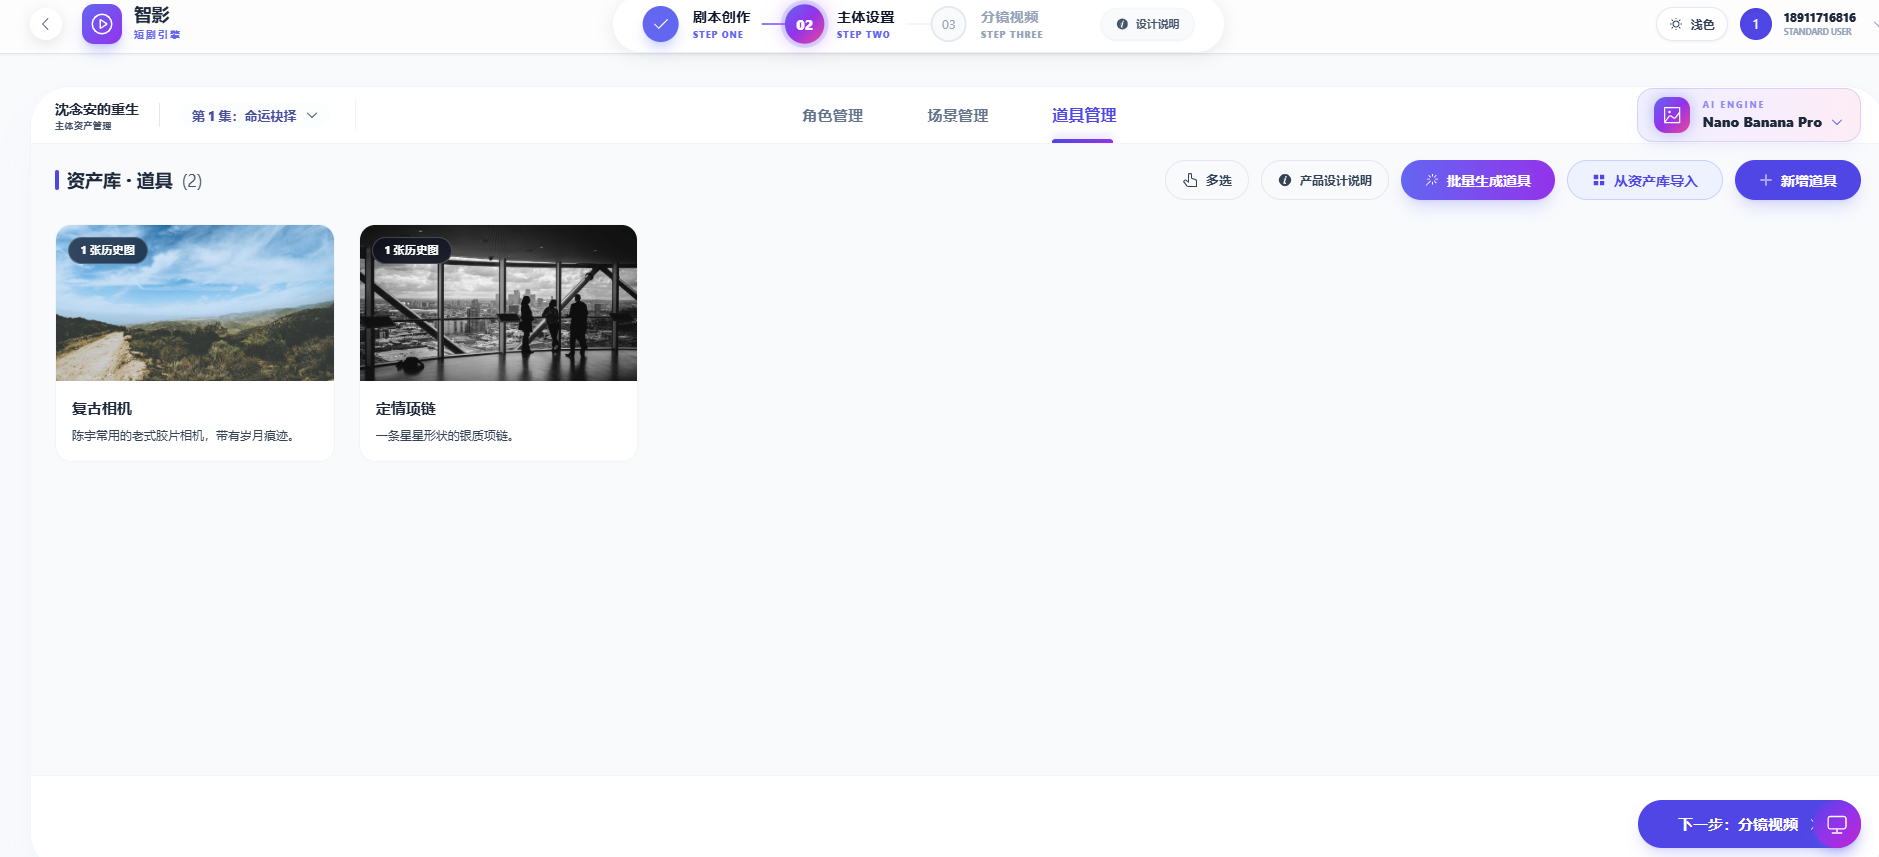 智影
短剧引擎
剧本创作
STEP ONE
02
主体设置
STEP TWO
03
分镜视频
STEP THREE
设计说明
浅色
1
18911716816
STANDARD USER
沈念安的重生
主体资产管理
第 1 集：命运抉择
角色管理
场景管理
道具管理
AI ENGINE
Nano Banana Pro
资产库 · 道具 (2)
多选
产品设计说明
批量生成道具
从资产库导入
新增道具
1 张历史图
复古相机
陈宇常用的老式胶片相机，带有岁月痕迹。
1 张历史图
定情项链
一条星星形状的银质项链。
下一步：分镜视频